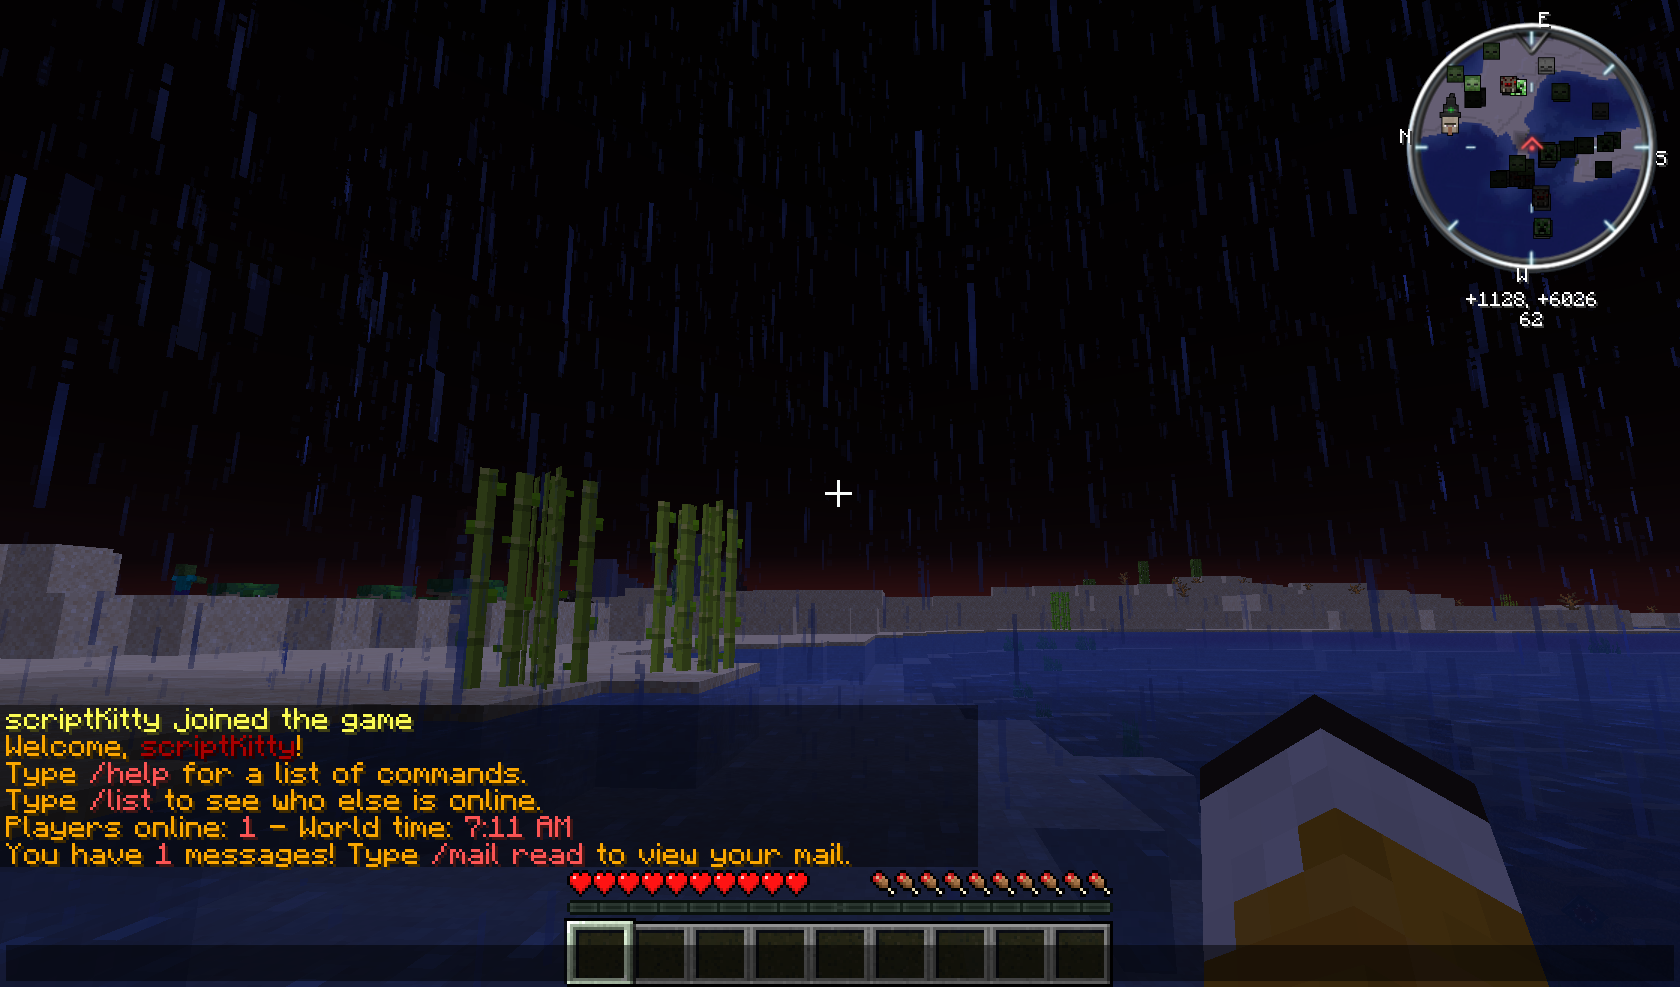 E
N
S
W
+1128, +6026
62
scriptKitty joined the game
Welcome, scriptKitty!
Type /help for a list of commands.
Type /list to see who else is online.
Players online: 1 - World time: 7:11 AM
You have 1 messages! Type /mail read to view your mail.